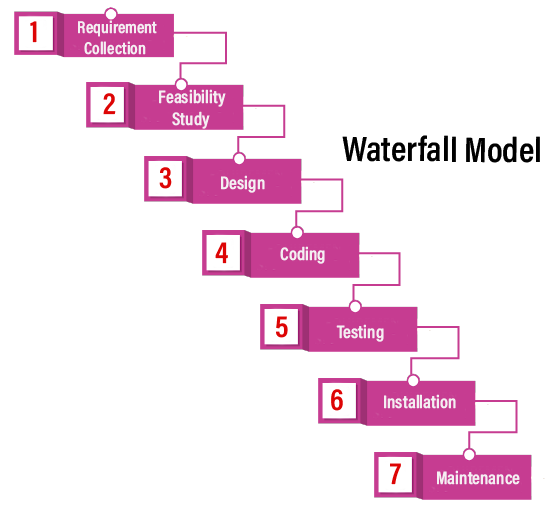 1
Requirement
Collection
2
Feasibility
Study
Waterfall Model
3
Design
4
Coding
5
Testing
6
Installation
7
Maintenance